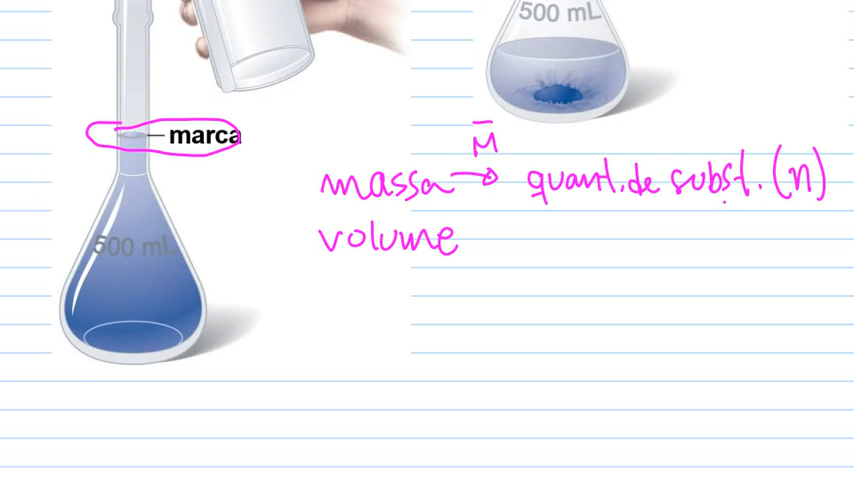 500 mL
marca
M̄
massa → quant. de subst. (n)
volume
500 mL